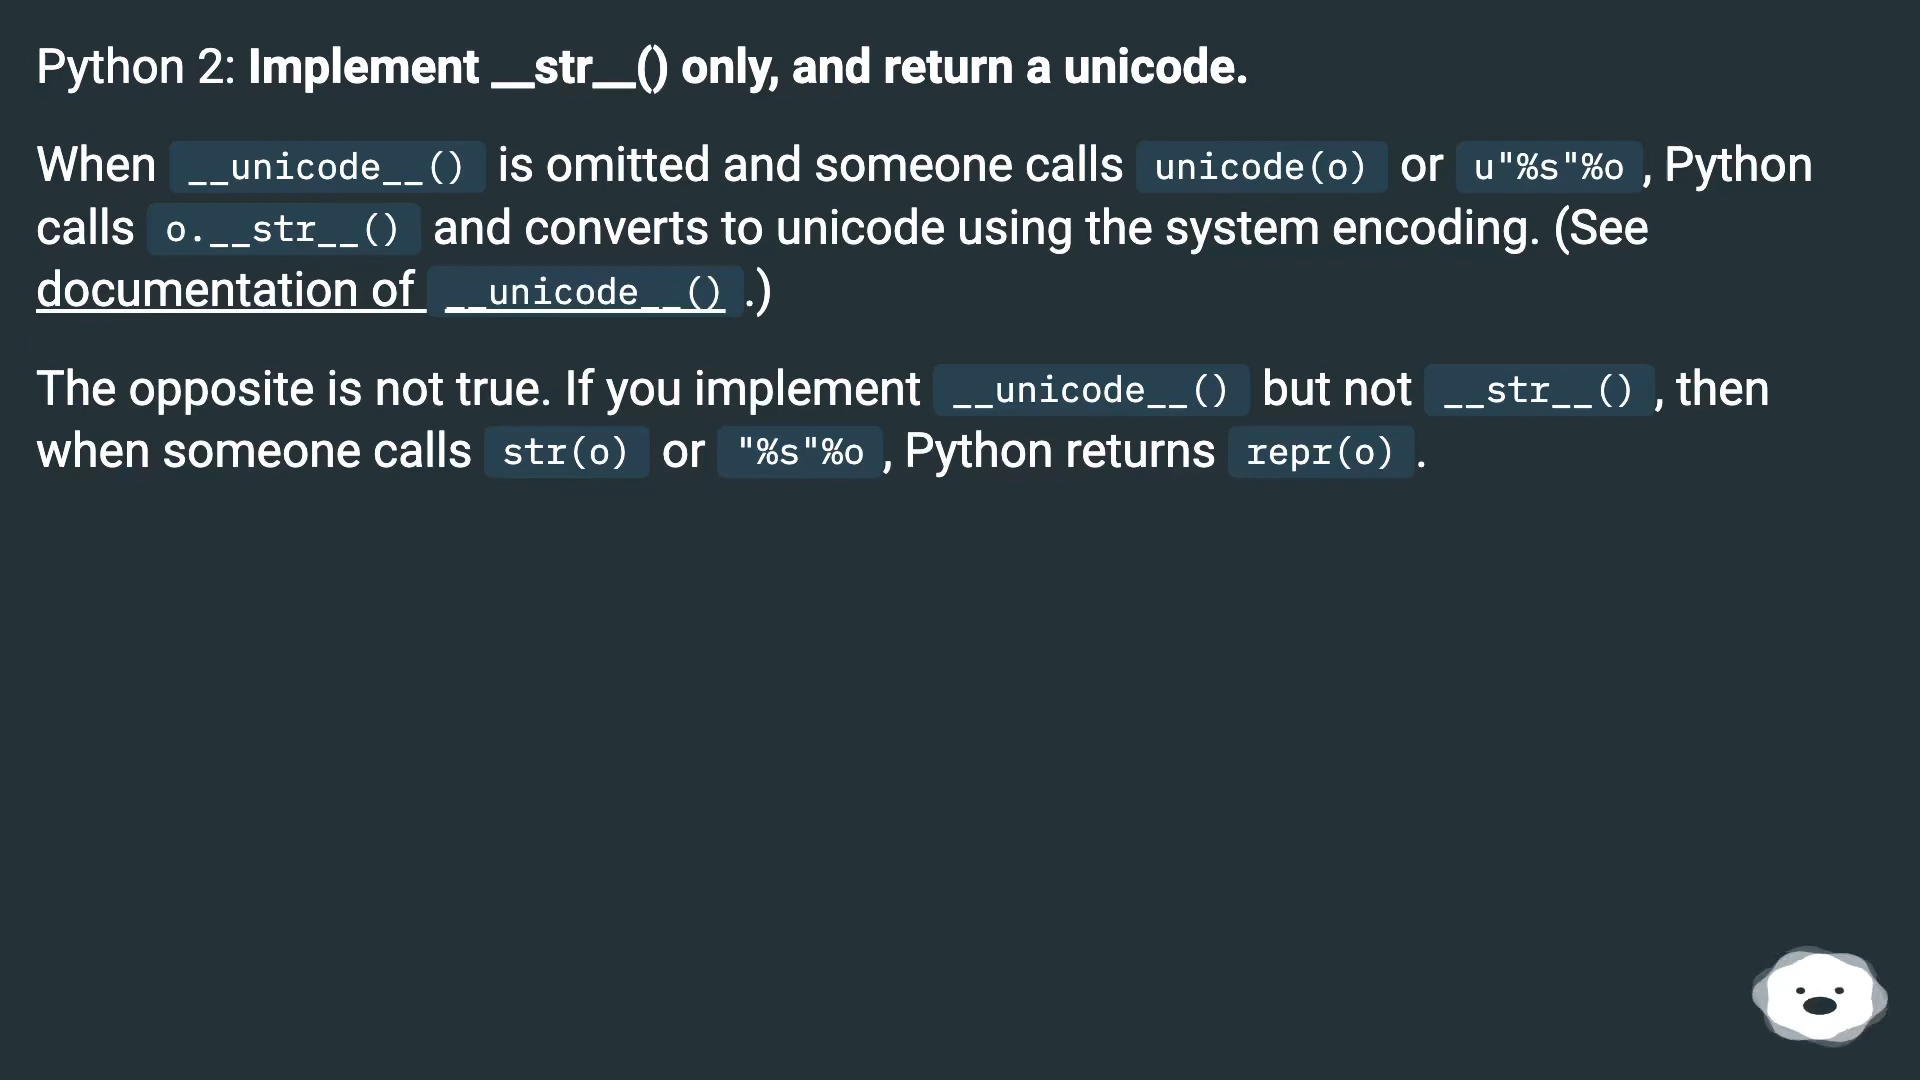 Python 2: Implement __str__() only, and return a unicode.
When __unicode__() is omitted and someone calls unicode(o) or u"%s"%o, Python
calls o.__str__() and converts to unicode using the system encoding. (See
documentation of __unicode__().)
The opposite is not true. If you implement __unicode__() but not __str__(), then
when someone calls str(o) or "%s"%o, Python returns repr(o).